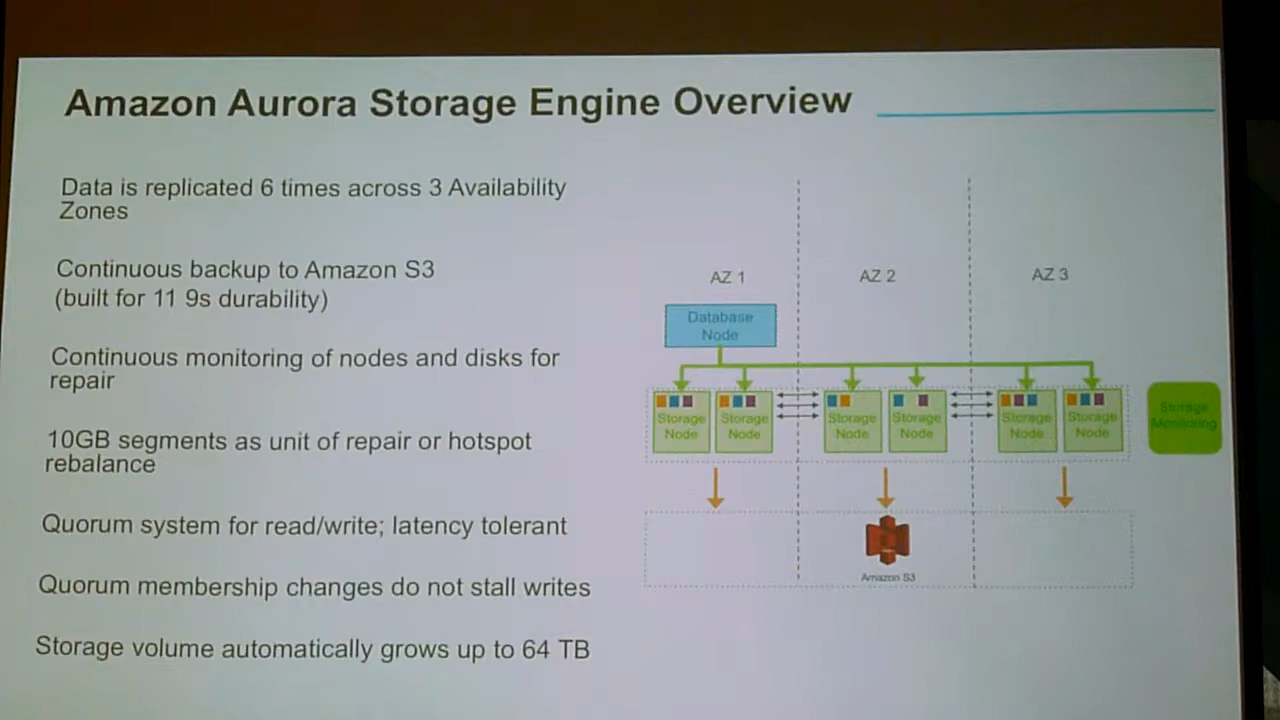 Amazon Aurora Storage Engine Overview
Data is replicated 6 times across 3 Availability
Zones
Continuous backup to Amazon S3
(built for 11 9s durability)
Continuous monitoring of nodes and disks for
repair
10GB segments as unit of repair or hotspot
rebalance
Quorum system for read/write; latency tolerant
Quorum membership changes do not stall writes
Storage volume automatically grows up to 64 TB
AZ 1
AZ 2
AZ 3
Database
Node
Storage
Node
Storage
Node
Storage
Node
Storage
Node
Storage
Node
Storage
Node
Storage
Monitoring
Amazon S3